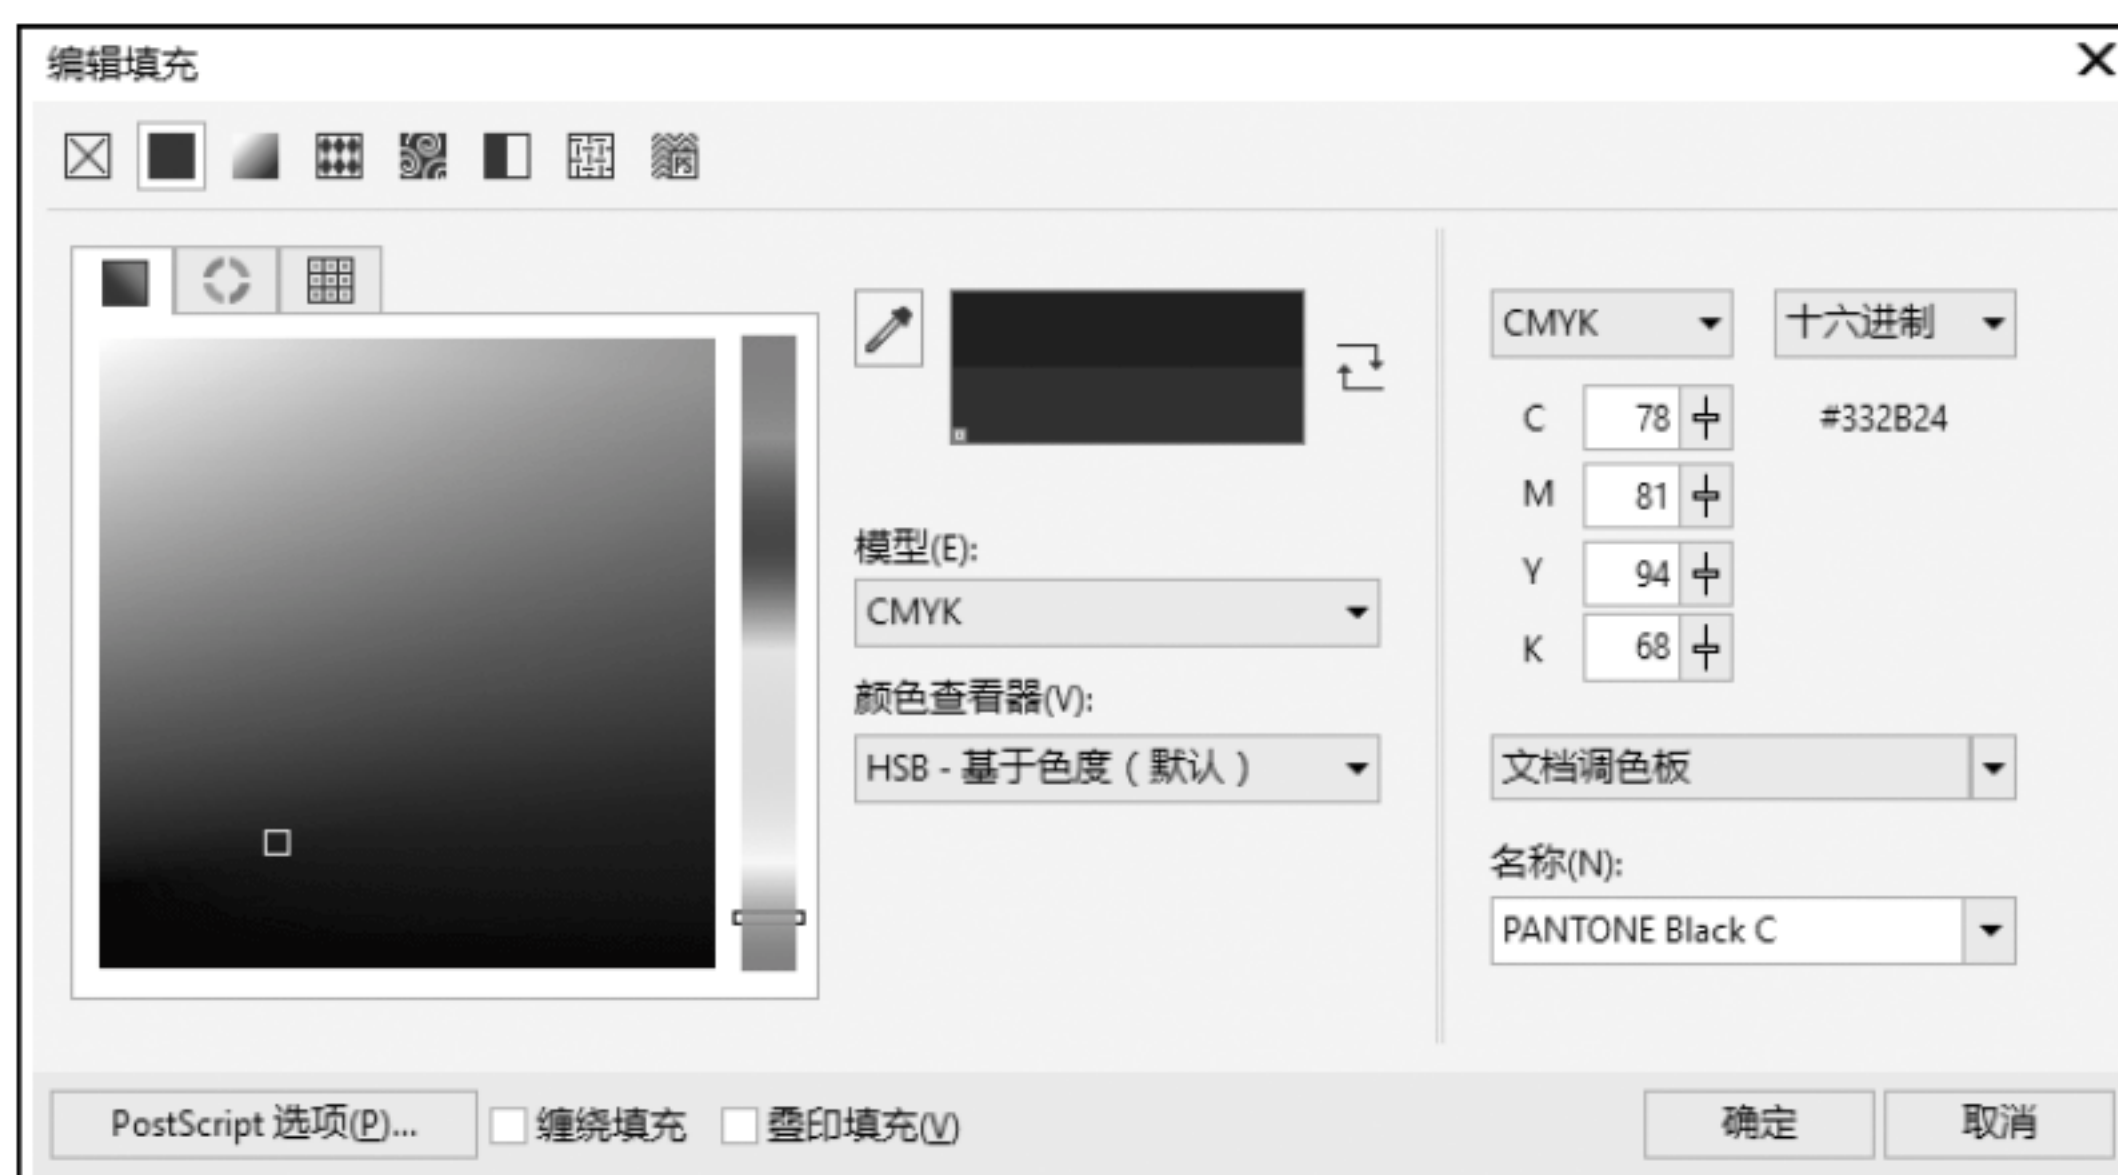 编辑填充
PS
CMYK
十六进制
C 78
#332B24
M 81
Y 94
K 68
模型(E):
CMYK
颜色查看器(V):
HSB - 基于色度（默认）
文档调色板
名称(N):
PANTONE Black C
PostScript 选项(P)...
缠绕填充
叠印填充(V)
确定
取消